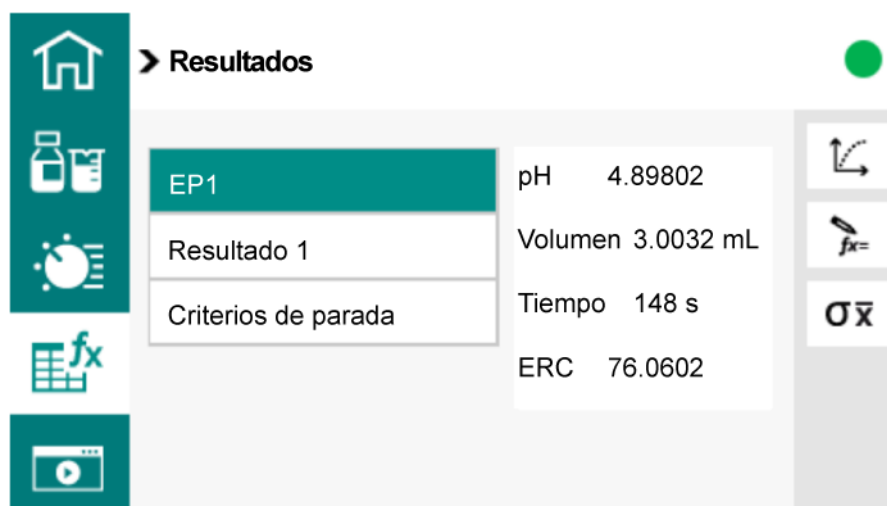 Resultados
EP1
Resultado 1
Criterios de parada
pH 4.89802
Volumen 3.0032 mL
Tiempo 148 s
ERC 76.0602
fx
fx=
σx̄